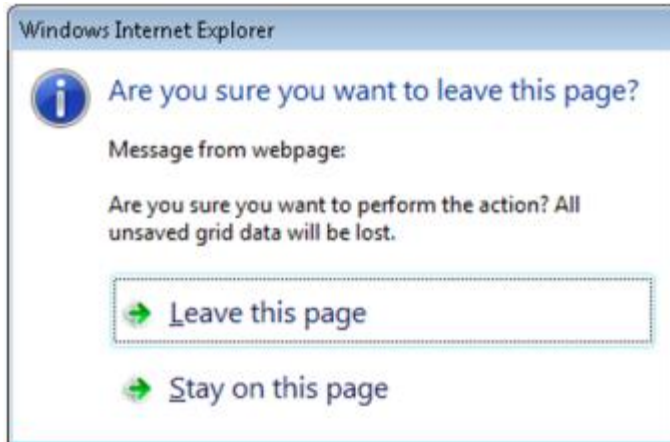 Windows Internet Explorer
Are you sure you want to leave this page?
Message from webpage:
Are you sure you want to perform the action? All
unsaved grid data will be lost.
Leave this page
Stay on this page